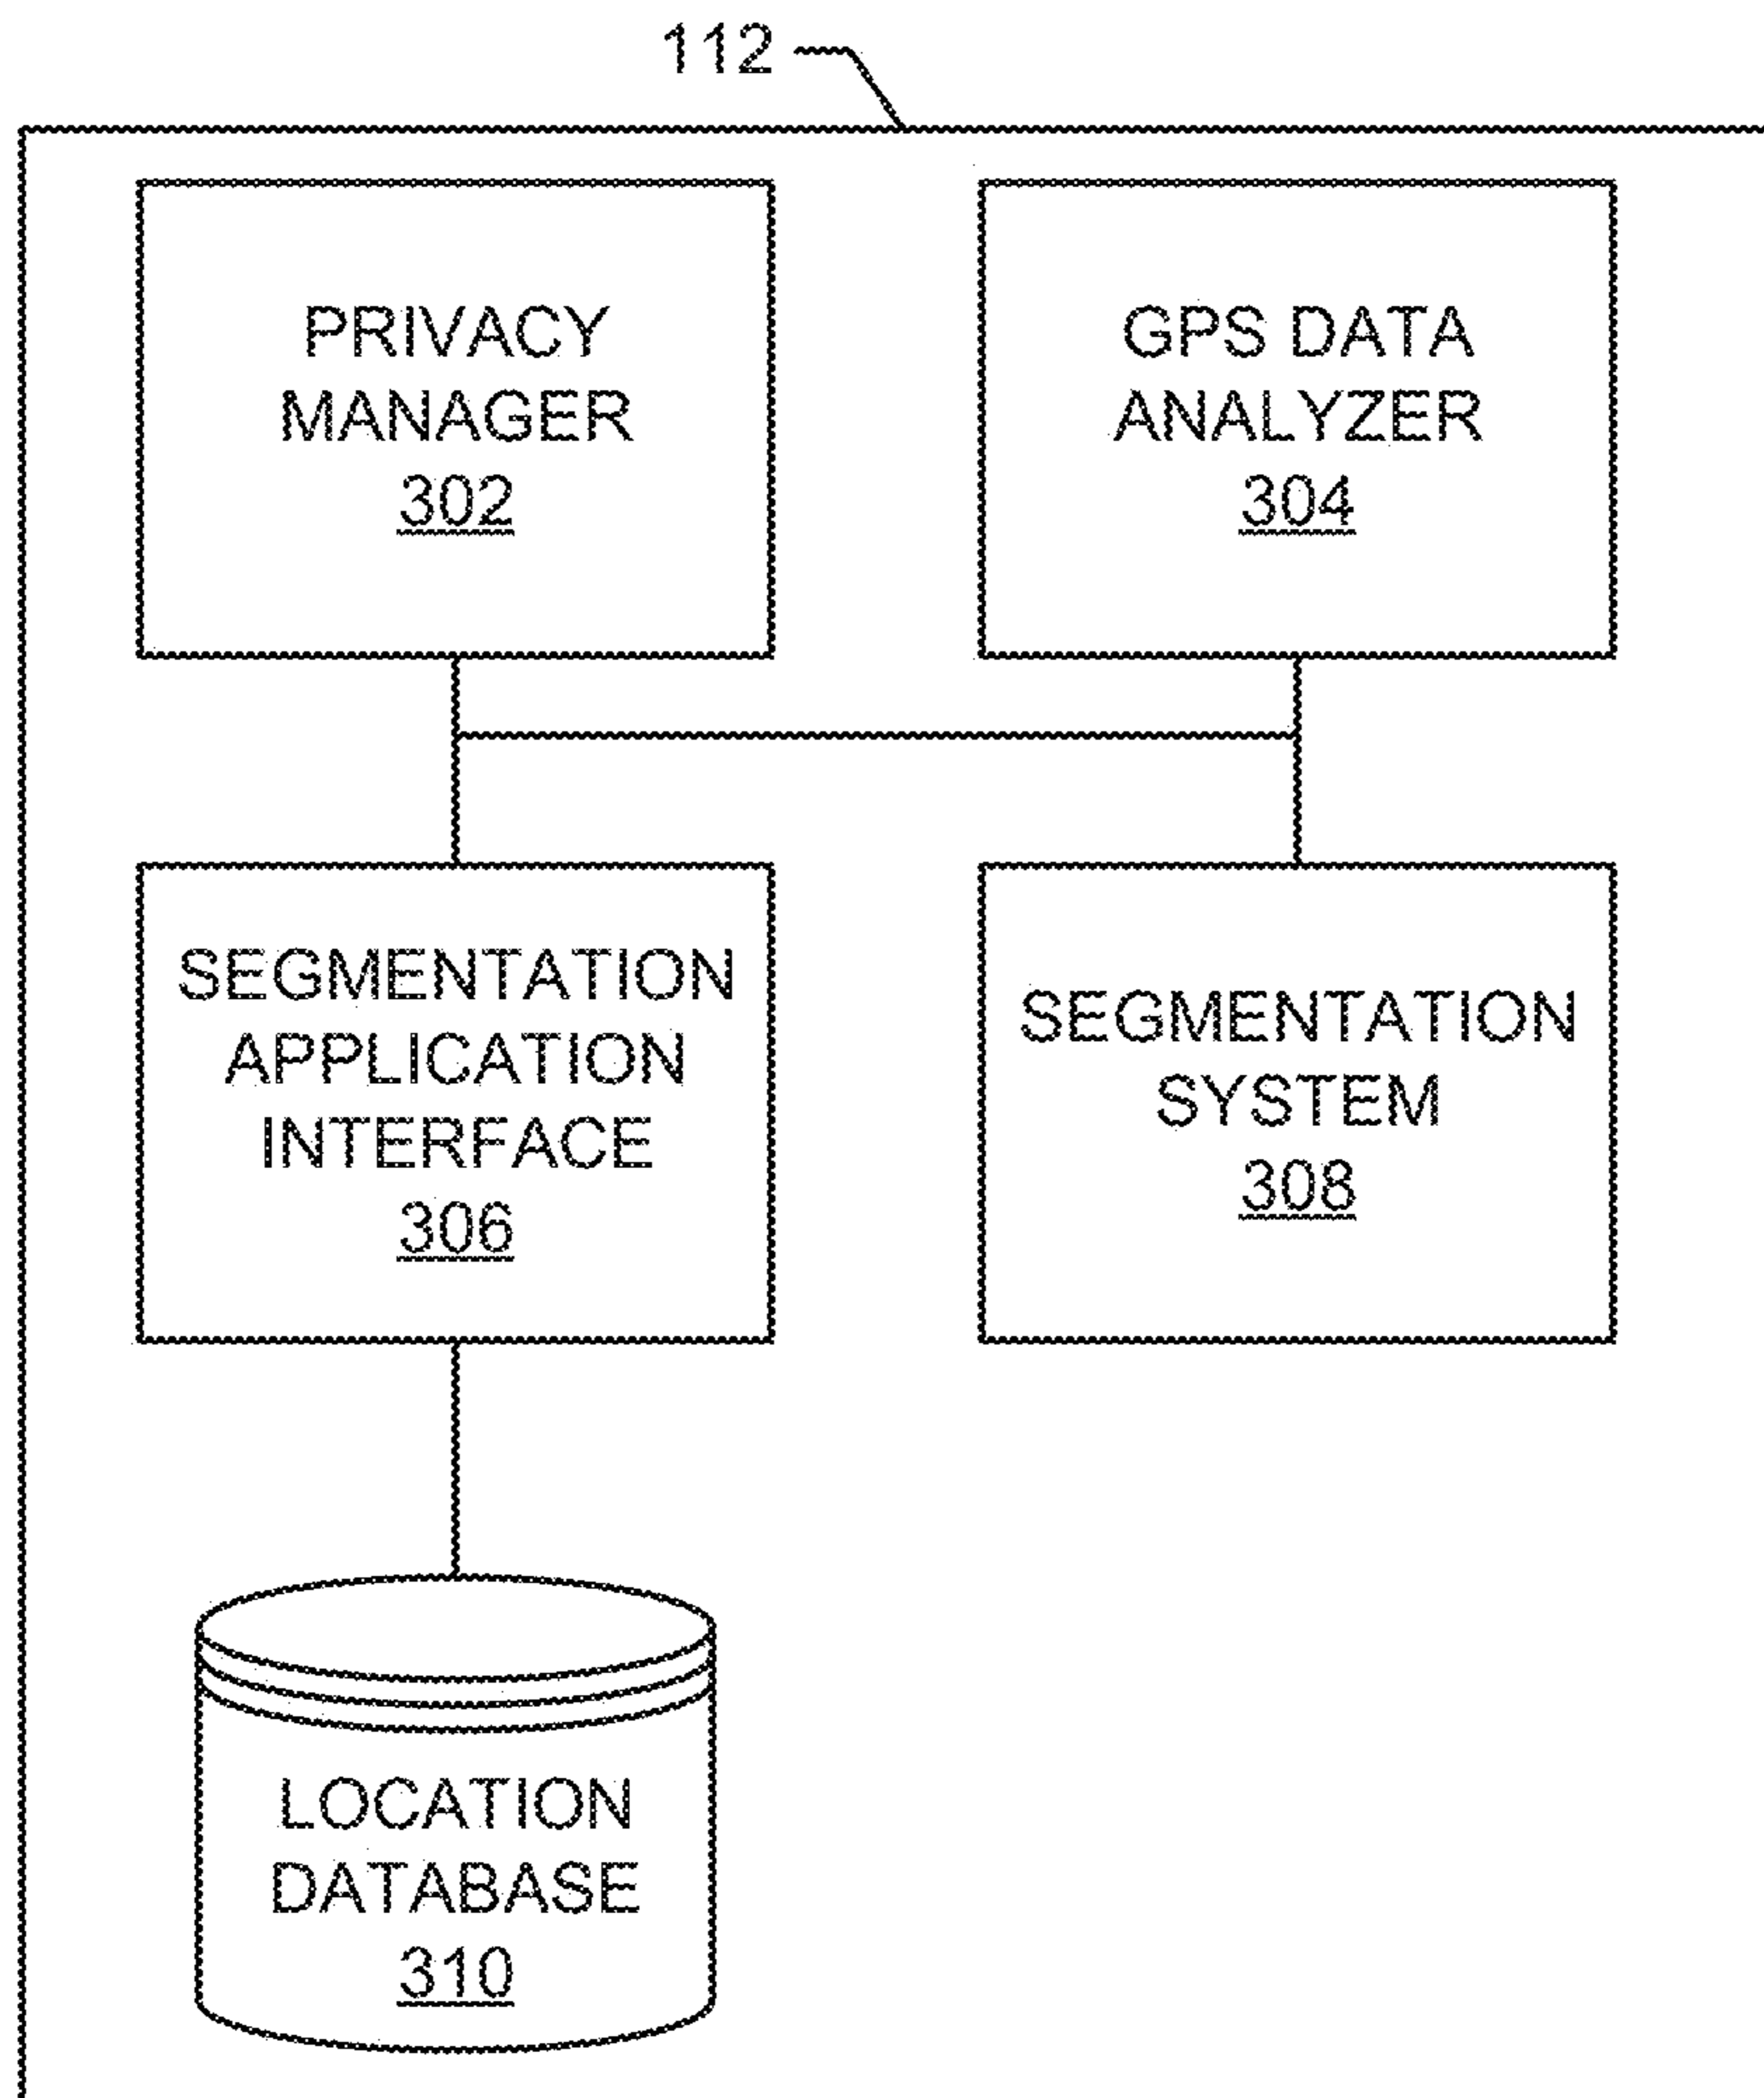 112
PRIVACY
MANAGER
302
GPS DATA
ANALYZER
304
SEGMENTATION
APPLICATION
INTERFACE
306
SEGMENTATION
SYSTEM
308
LOCATION
DATABASE
310